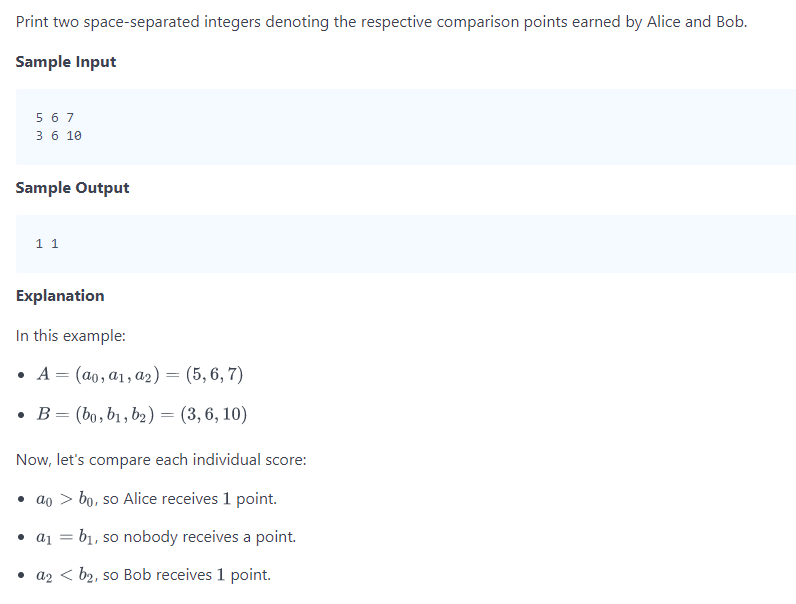 Print two space-separated integers denoting the respective comparison points earned by Alice and Bob.
Sample Input
5 6 7
3 6 10
Sample Output
1 1
Explanation
In this example:
• A = (a₀, a₁, a₂) = (5, 6, 7)
• B = (b₀, b₁, b₂) = (3, 6, 10)
Now, let's compare each individual score:
• a₀ > b₀, so Alice receives 1 point.
• a₁ = b₁, so nobody receives a point.
• a₂ < b₂, so Bob receives 1 point.